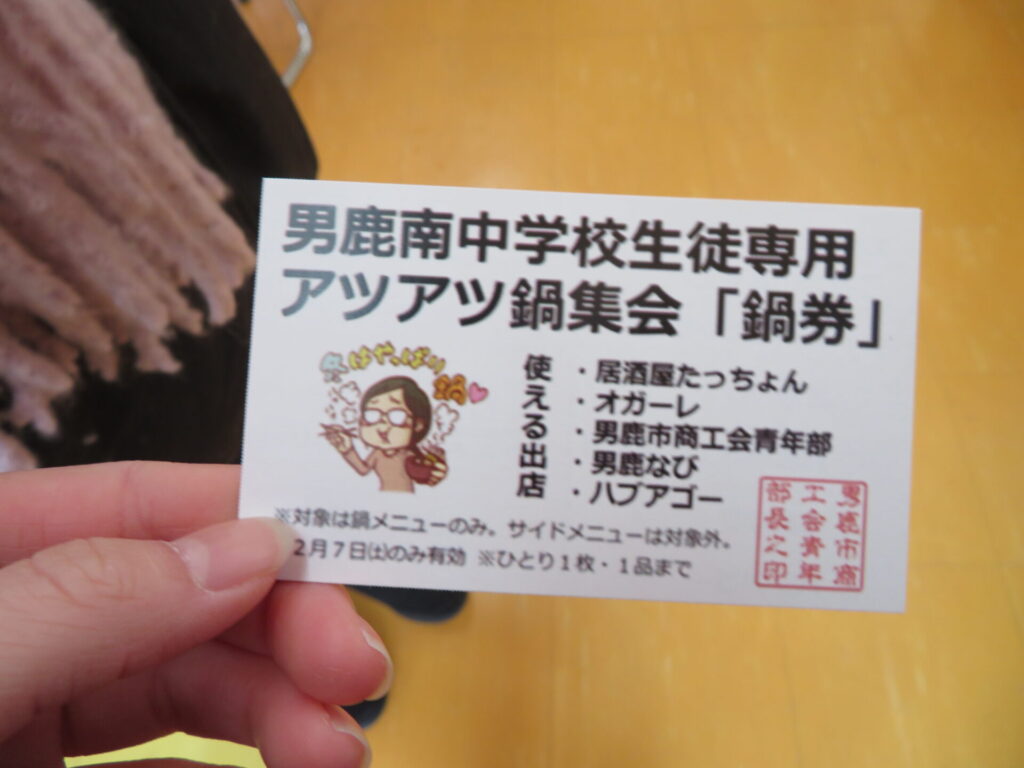 男鹿南中学校生徒専用
アツアツ鍋集会「鍋券」
冬はやっぱり
鍋
使える出店
・居酒屋たっちょん
・オガーレ
・男鹿市商工会青年部
・男鹿なび
・ハブアゴー
※対象は鍋メニューのみ。サイドメニューは対象外。
2月7日(土)のみ有効 ※ひとり1枚・1品まで
男鹿市商
工会青年
部長之印